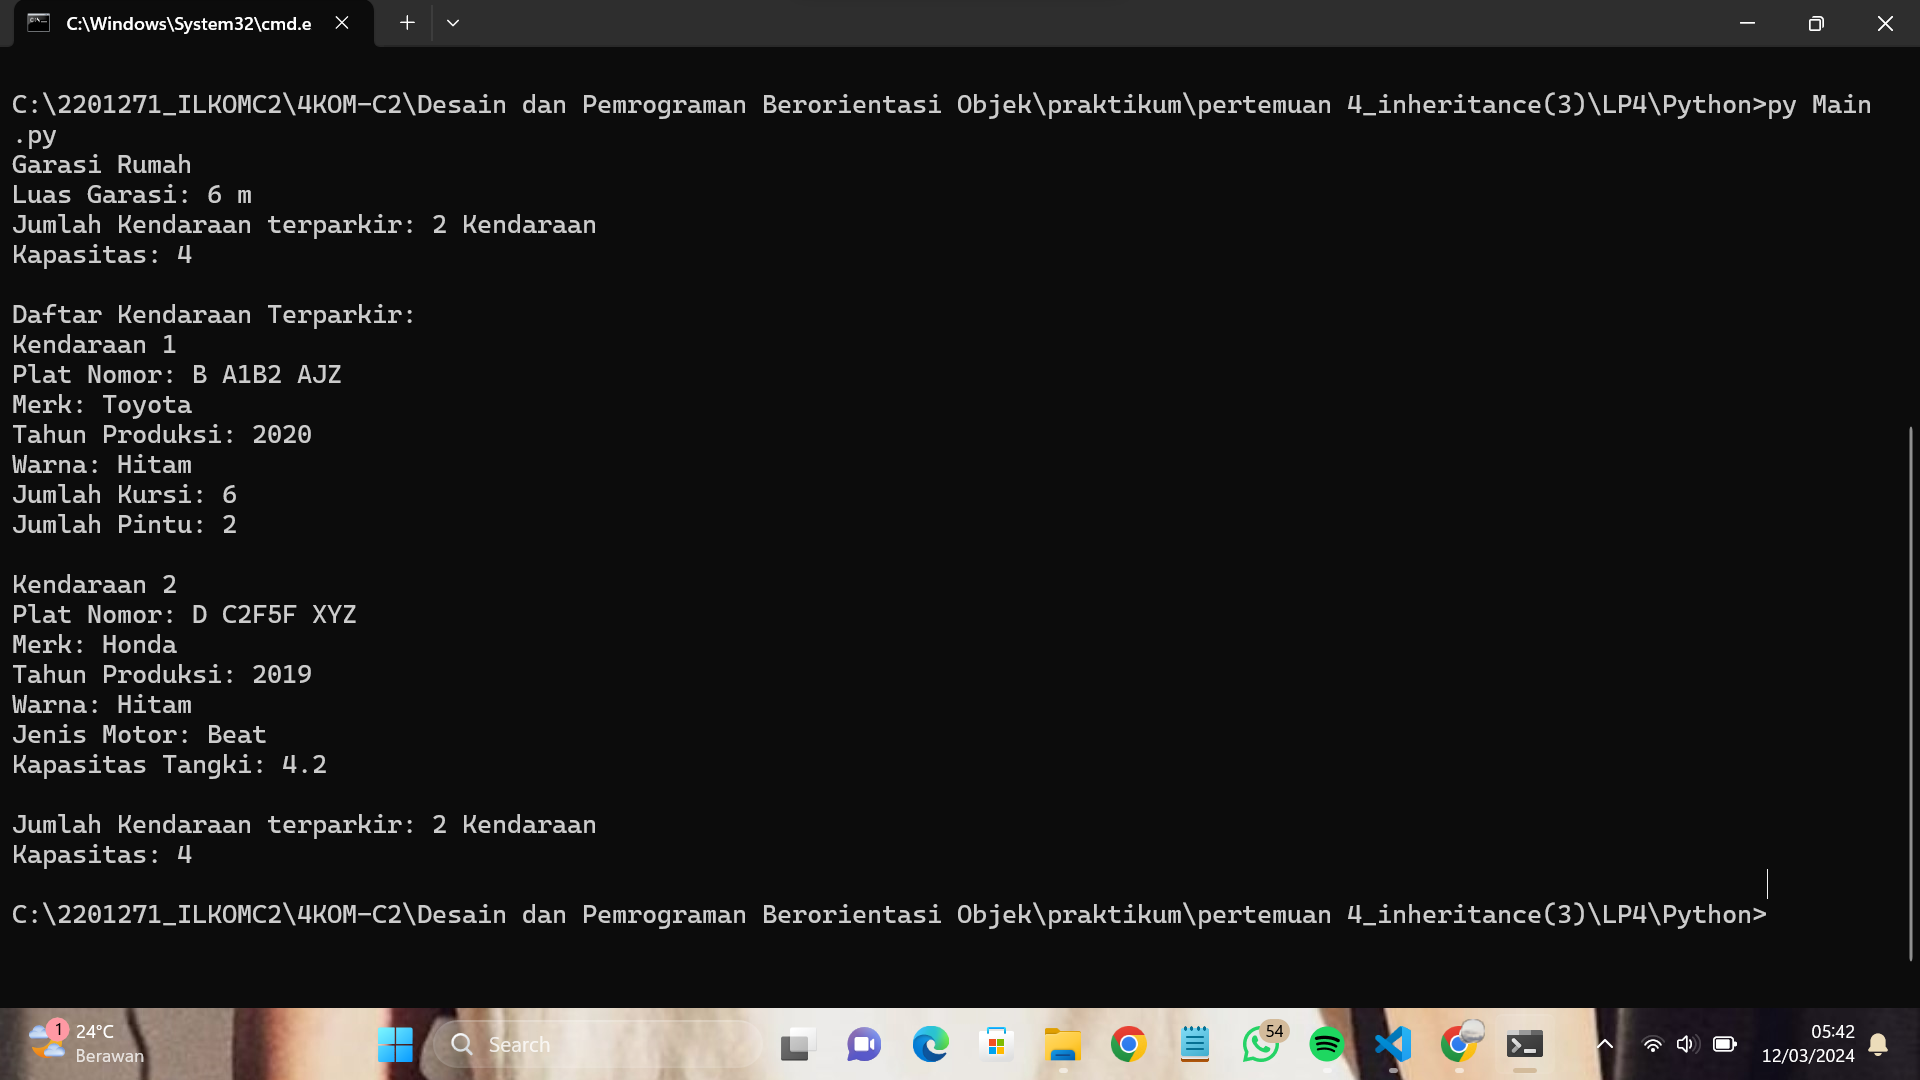 C:\Windows\System32\cmd.e
C:\2201271_ILKOMC2\4KOM-C2\Desain dan Pemrograman Berorientasi Objek\praktikum\pertemuan 4_inheritance(3)\LP4\Python>py Main
.py
Garasi Rumah
Luas Garasi: 6 m
Jumlah Kendaraan terparkir: 2 Kendaraan
Kapasitas: 4
Daftar Kendaraan Terparkir:
Kendaraan 1
Plat Nomor: B A1B2 AJZ
Merk: Toyota
Tahun Produksi: 2020
Warna: Hitam
Jumlah Kursi: 6
Jumlah Pintu: 2
Kendaraan 2
Plat Nomor: D C2F5F XYZ
Merk: Honda
Tahun Produksi: 2019
Warna: Hitam
Jenis Motor: Beat
Kapasitas Tangki: 4.2
Jumlah Kendaraan terparkir: 2 Kendaraan
Kapasitas: 4
C:\2201271_ILKOMC2\4KOM-C2\Desain dan Pemrograman Berorientasi Objek\praktikum\pertemuan 4_inheritance(3)\LP4\Python>
1
24°C
Berawan
Search
54
05:42
12/03/2024